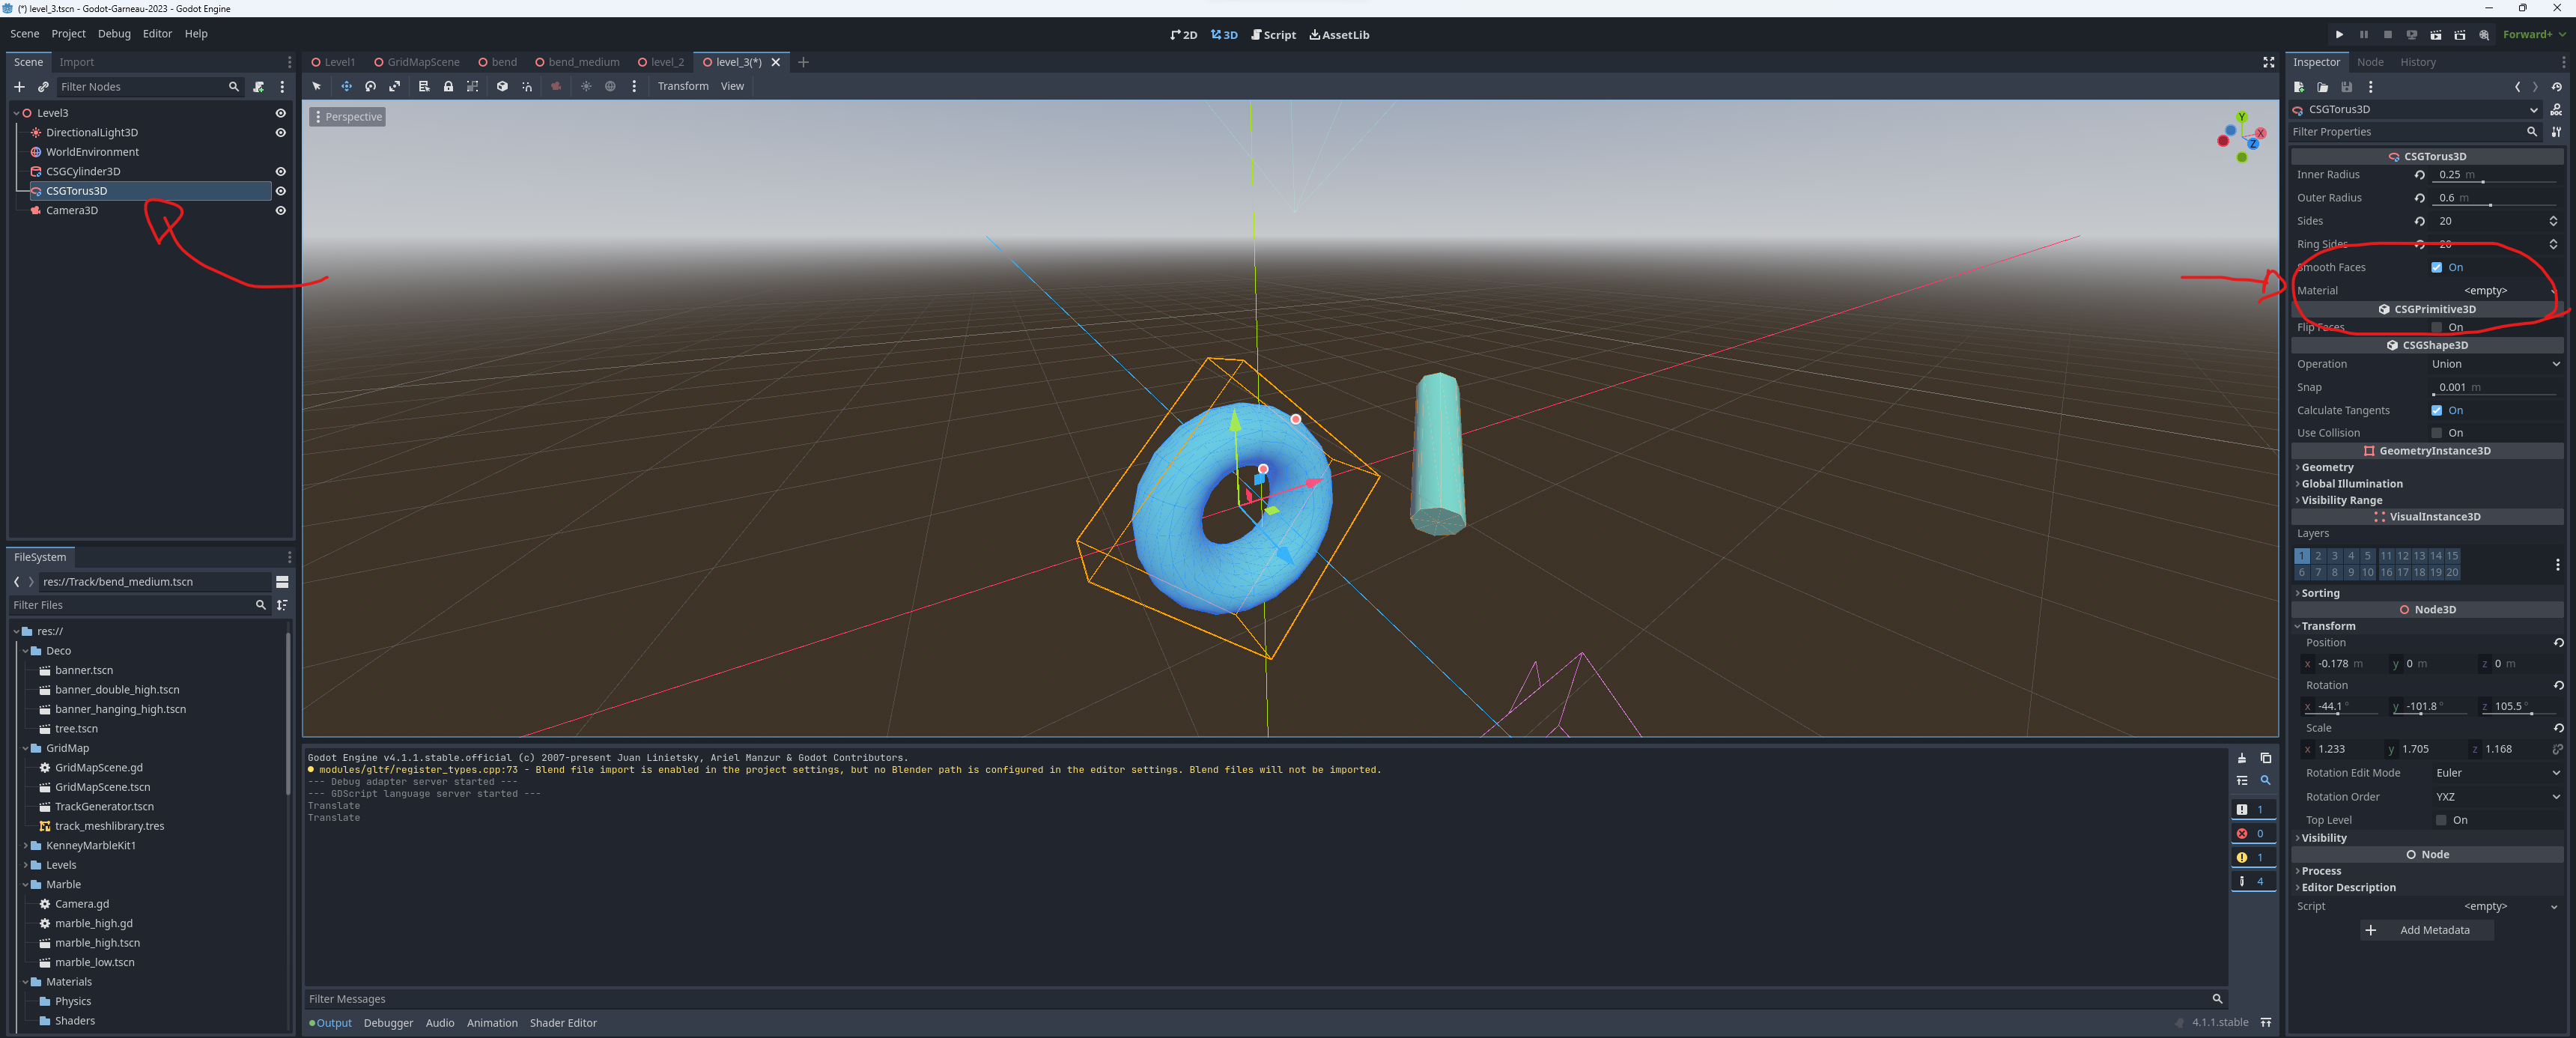 (*) level_3.tscn - Godot-Garneau-2023 - Godot Engine
Scene Project Debug Editor Help
2D 3D Script AssetLib
Forward+
Scene Import
Filter Nodes
Level3
DirectionalLight3D
WorldEnvironment
CSGCylinder3D
CSGTorus3D
Camera3D
FileSystem
res://Track/bend_medium.tscn
Filter Files
res://
Deco
banner.tscn
banner_double_high.tscn
banner_hanging_high.tscn
tree.tscn
GridMap
GridMapScene.gd
GridMapScene.tscn
TrackGenerator.tscn
track_meshlibrary.tres
KenneyMarbleKit1
Levels
Marble
Camera.gd
marble_high.gd
marble_high.tscn
marble_low.tscn
Materials
Physics
Shaders
Level1 GridMapScene bend bend_medium level_2 level_3(*)
Transform View
Perspective
Y
X
Z
Godot Engine v4.1.1.stable.official (c) 2007-present Juan Linietsky, Ariel Manzur & Godot Contributors.
modules/gltf/register_types.cpp:73 - Blend file import is enabled in the project settings, but no Blender path is configured in the editor settings. Blend files will not be imported.
--- Debug adapter server started ---
--- GDScript language server started ---
Translate
Translate
1
0
1
4
Filter Messages
Output Debugger Audio Animation Shader Editor
4.1.1.stable
Inspector Node History
CSGTorus3D
Filter Properties
CSGTorus3D
Inner Radius 0.25 m
Outer Radius 0.6 m
Sides 20
Ring Sides 20
Smooth Faces On
Material <empty>
CSGPrimitive3D
Flip Faces On
CSGShape3D
Operation Union
Snap 0.001 m
Calculate Tangents On
Use Collision On
GeometryInstance3D
Geometry
Global Illumination
Visibility Range
VisualInstance3D
Layers
1 2 3 4 5 11 12 13 14 15
6 7 8 9 10 16 17 18 19 20
Sorting
Node3D
Transform
Position
x -0.178 m y 0 m z 0 m
Rotation
x -44.1 ° y -101.8 ° z 105.5 °
Scale
x 1.233 y 1.705 z 1.168
Rotation Edit Mode Euler
Rotation Order YXZ
Top Level On
Visibility
Node
Process
Editor Description
Script <empty>
Add Metadata